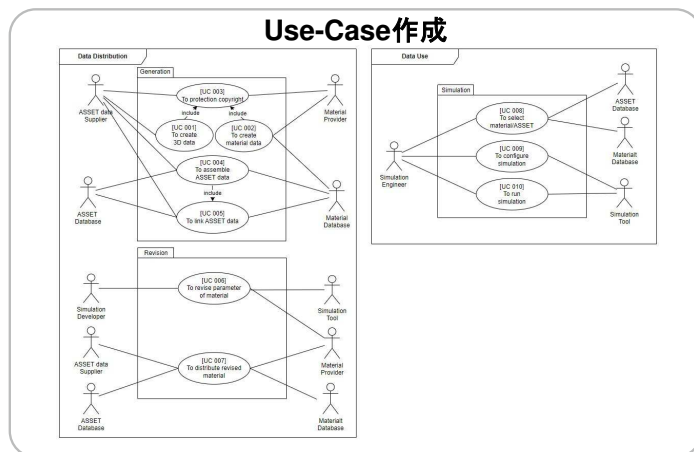 Use-Case作成
Data Distribution
Generation
ASSET data
Supplier
[UC 003]
To protection copyright
include
include
[UC 001]
To create
3D data
[UC 002]
To create
material data
Material
Provider
[UC 004]
To assemble
ASSET data
include
[UC 005]
To link ASSET data
ASSET
Database
Material
Database
Revision
[UC 006]
To revise parameter
of material
Simulation
Developer
Simulation
Tool
ASSET data
Supplier
[UC 007]
To distribute revised
material
Material
Provider
ASSET
Database
Materialt
Database
Data Use
Simulation
[UC 008]
To select
material/ASSET
ASSET
Database
[UC 009]
To configure
simulation
Materialt
Database
Simulation
Engineer
[UC 010]
To run
simulation
Simulation
Tool